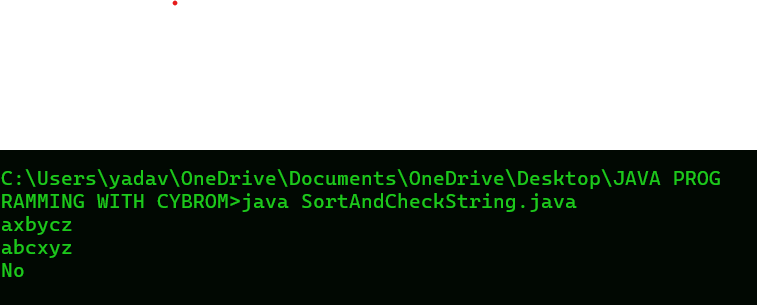 C:\Users\yadav\OneDrive\Documents\OneDrive\Desktop\JAVA PROG
RAMMING WITH CYBROM>java SortAndCheckString.java
axbycz
abcxyz
No